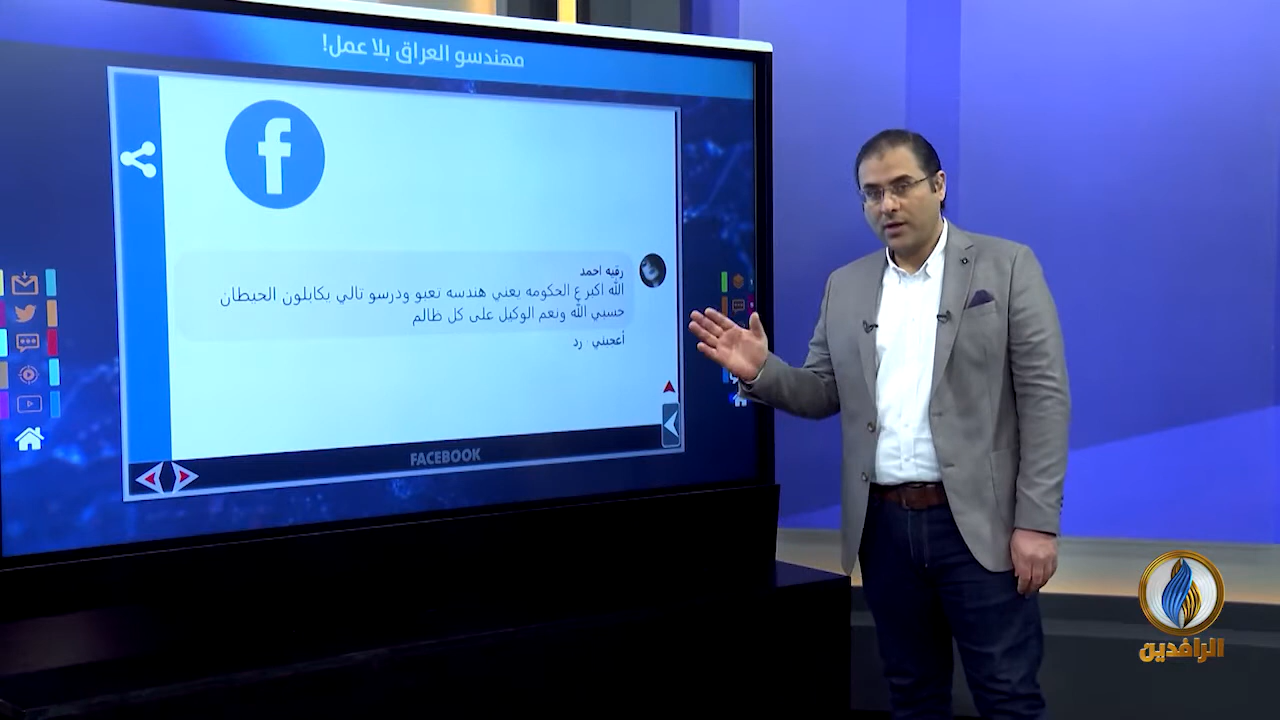 مهندسو العراق بلا عمل!
f
رقيه احمد
الله اكبر ع الحكومه يعني هندسه تعبو ودرسو تالي يكابلون الحيطان
حسبي الله ونعم الوكيل على كل ظالم
أعجبني رد
FACEBOOK
الرافدين